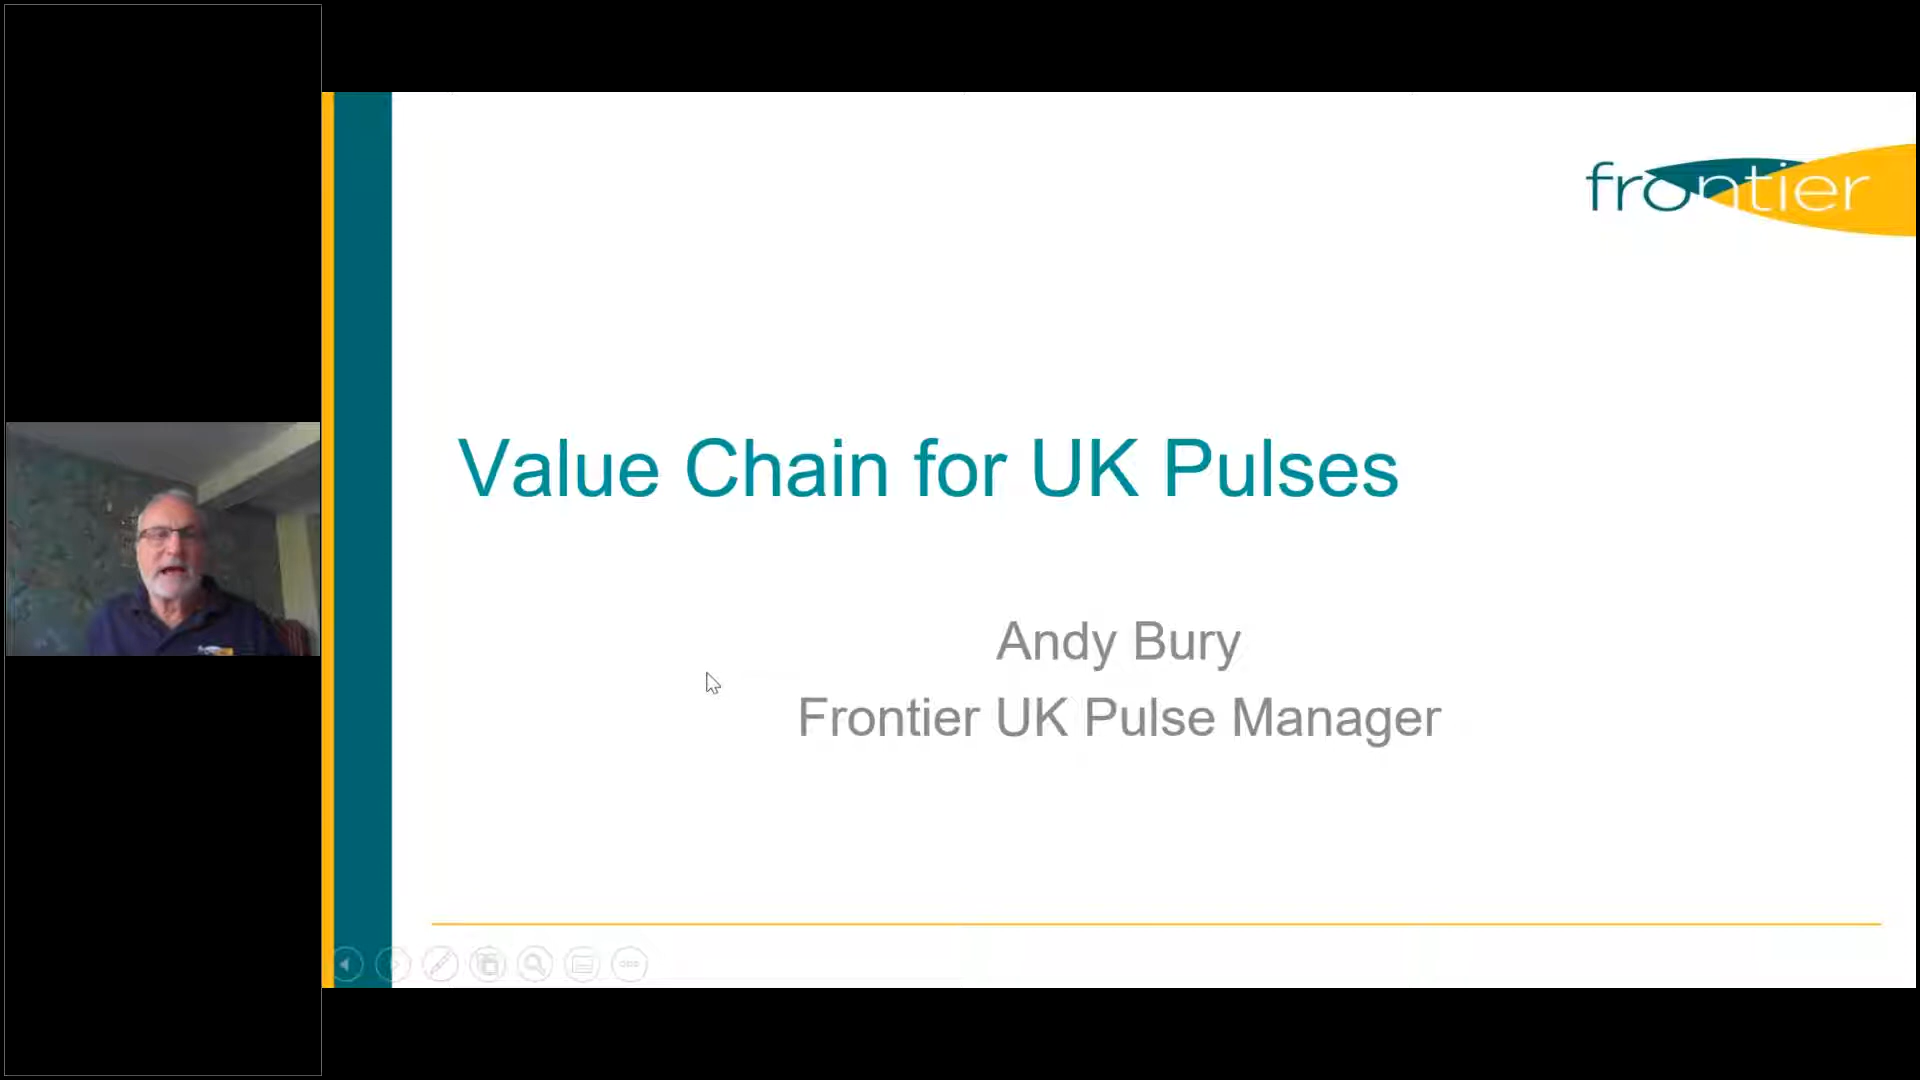 frontier
Value Chain for UK Pulses
Andy Bury
Frontier UK Pulse Manager